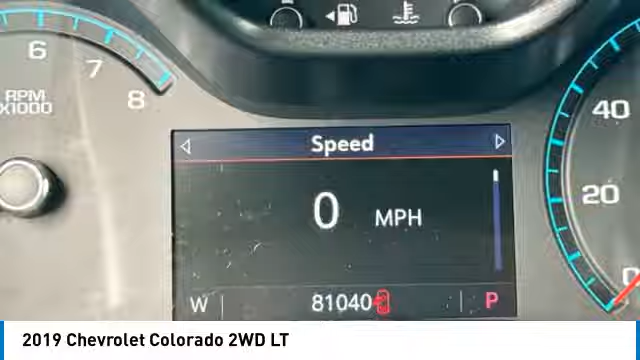 6
7
8
RPM
X1000
Speed
0 MPH
W 81040 P
40
20
0
2019 Chevrolet Colorado 2WD LT